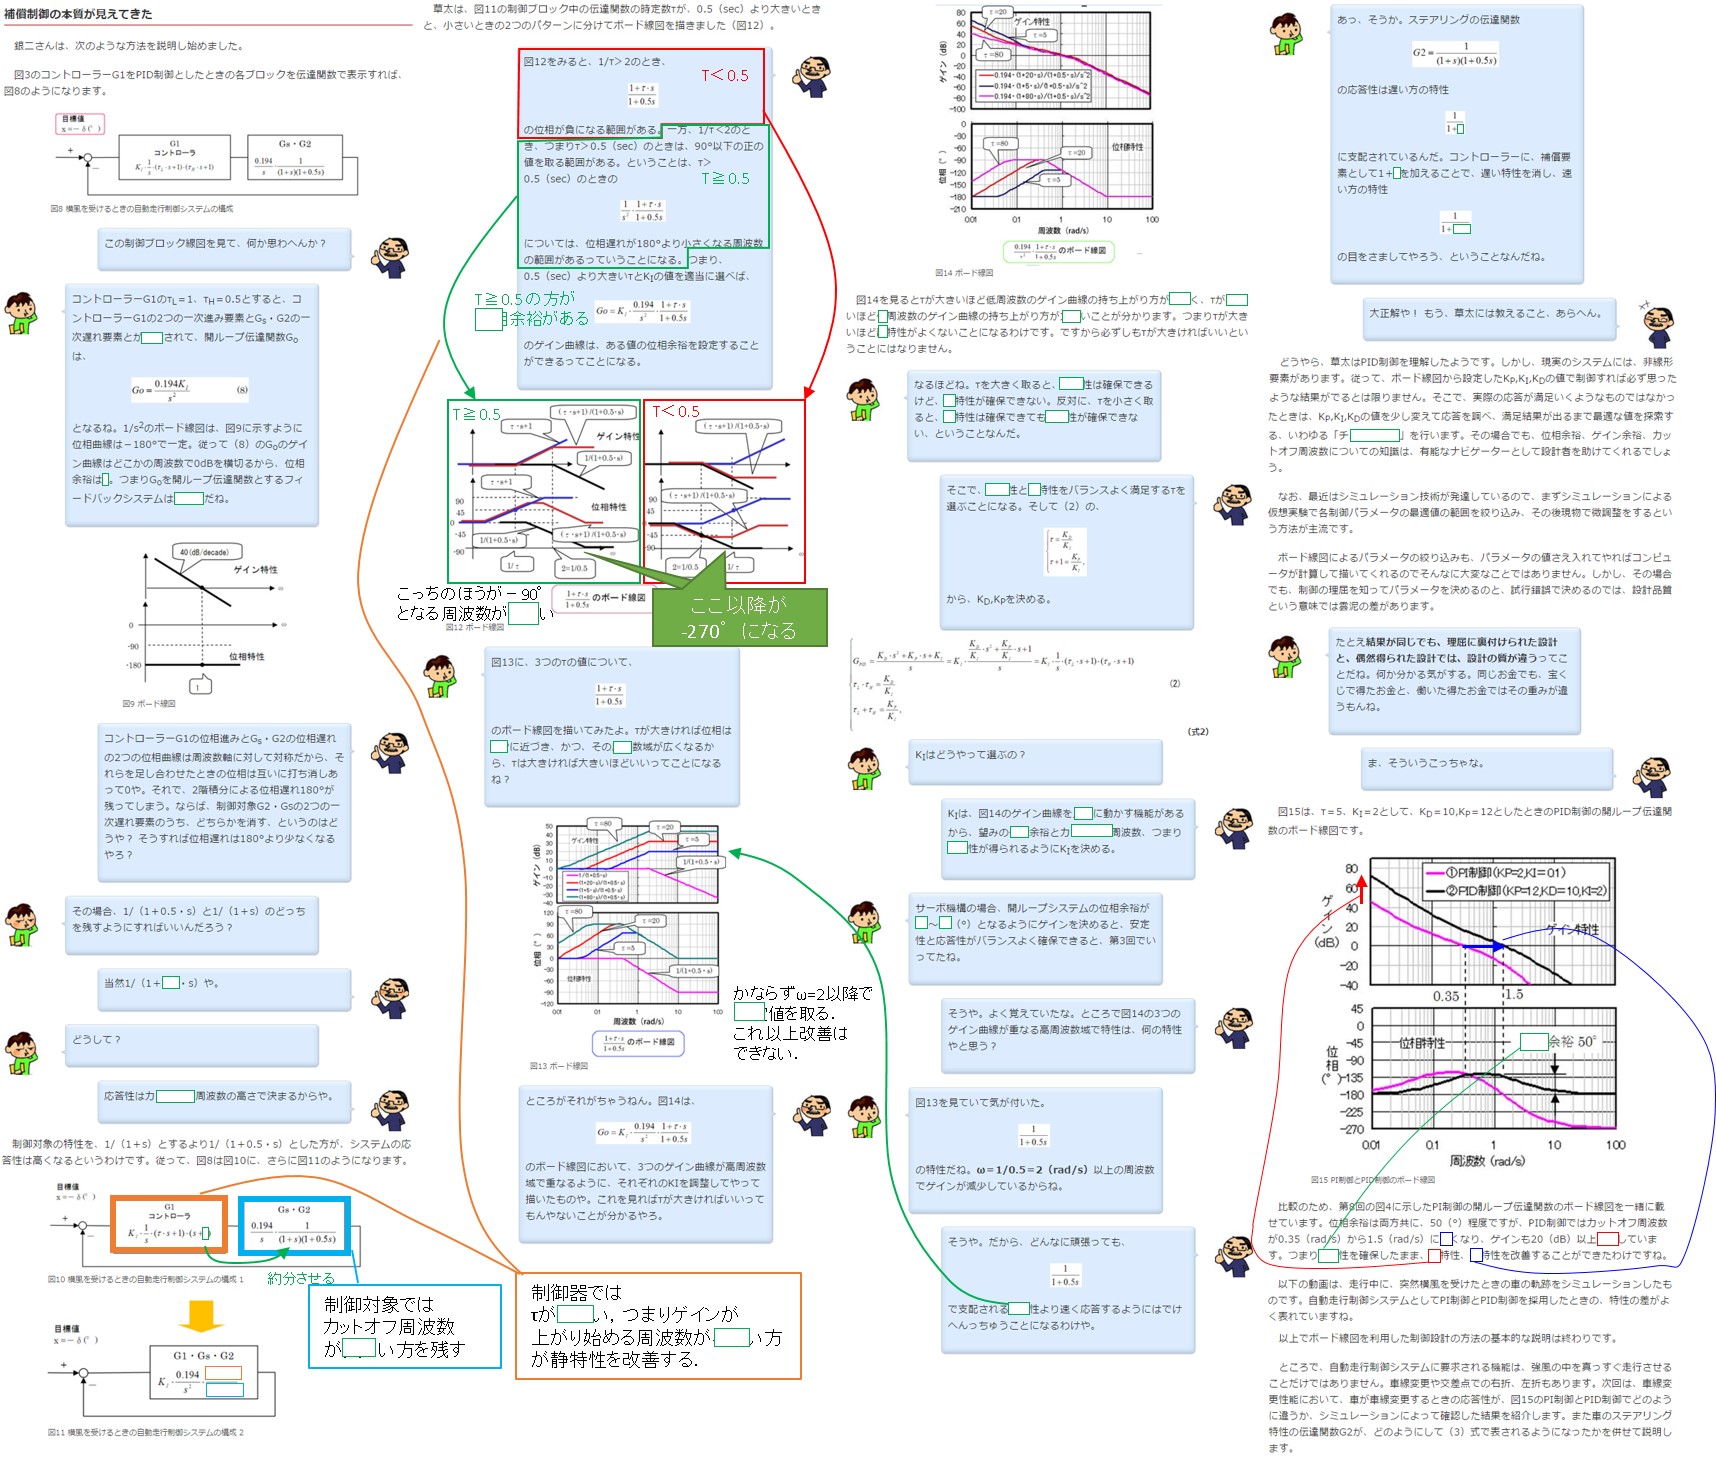 補償制御の本質が見えてきた
銀二さんは、次のような方法を説明し始めました。
図3のコントローラーG1をPID制御としたときの各ブロックを伝達関数で表示すれば、
図8のようになります。
目標値
x=－δ(°)
G1
コントローラ
K_I・1/s・(τ_L・s+1)・(τ_H・s+1)
Gs・G2
0.194/s・1/((1+s)(1+0.5s))
図8 横風を受けるときの自動走行制御システムの構成
この制御ブロック線図を見て、何か思わへんか？
コントローラーG1のτL＝1、τH＝0.5とすると、コ
ントローラーG1の2つの一次進み要素とGs・G2の一
次遅れ要素とが されて、開ループ伝達関数Go
は、
Go = 0.194K_I/s² (8)
となるね。1/s²のボード線図は、図9に示すように
位相曲線は－180°で一定。従って（8）のGoのゲイ
ン曲線はどこかの周波数で0dBを横切るから、位相
余裕は 。つまりGoを開ループ伝達関数とするフィ
ードバックシステムは だね。
40(dB/decade)
ゲイン特性
ω
0
-90
-180
位相特性
1
図9 ボード線図
コントローラーG1の位相進みとGs・G2の位相遅れ
の2つの位相曲線は周波数軸に対して対称だから、そ
れらを足し合わせたときの位相は互いに打ち消しあ
って0や。それで、2階積分による位相遅れ180°が
残ってしまう。ならば、制御対象G2・Gsの2つの一
次遅れ要素のうち、どちらかを消す、というのはど
うや？ そうすれば位相遅れは180°より少なくなる
やろ？
その場合、1/（1＋0.5・s）と1/（1＋s）のどっち
を残すようにすればいいんだろう？
当然1/（1＋ ・s）や。
どうして？
応答性は力 周波数の高さで決まるからや。
制御対象の特性を、1/（1＋s）とするより1/（1＋0.5・s）とした方が、システムの応
答性は高くなるというわけです。従って、図8は図10に、さらに図11のようになります。
目標値
x=－δ(°)
G1
コントローラ
K_I・1/s・(τ・s+1)・(s+
Gs・G2
0.194/s・1/((1+s)(1+0.5s))
図10 横風を受けるときの自動走行制御システムの構成 1
約分させる
目標値
x=－δ(°)
G1・Gs・G2
K_I・0.194/s²
図11 横風を受けるときの自動走行制御システムの構成 2
制御対象では
カットオフ周波数
が い方を残す
草太は、図11の制御ブロック中の伝達関数の時定数τが、0.5（sec）より大きいときと
、小さいときの2つのパターンに分けてボード線図を描きました（図12）。
図12をみると、1/τ＞2のとき、
T＜0.5
(1+τ・s)/(1+0.5s)
の位相が負になる範囲がある。一方、1/τ＜2のと
き、つまりτ＞0.5（sec）のときは、90°以下の正の
値を取る範囲がある。ということは、τ＞
0.5（sec）のときの
T≧0.5
1/s²・(1+τ・s)/(1+0.5s)
については、位相遅れが180°より小さくなる周波数
の範囲があるっていうことになる。つまり、
0.5（sec）より大きいτとKIの値を適当に選べば、
T≧0.5の方が
余裕がある
Go = K_I・0.194/s²・(1+τ・s)/(1+0.5s)
のゲイン曲線は、ある値の位相余裕を設定すること
ができるってことになる。
T≧0.5
τ・s+1
(τ・s+1)/(1+0.5・s)
ゲイン特性
1/(1+0.5・s)
τ・s+1
90
45
0
-45
-90
位相特性
1/(1+0.5・s)
(τ・s+1)/(1+0.5・s)
1/τ
2=1/0.5
T＜0.5
(τ・s+1)/(1+0.5・s)
(τ・s+1)/(1+0.5・s)
90
45
0
-45
-90
2=1/0.5
1/τ
こっちのほうが－90°
となる周波数が い
(1+τ・s)/(1+0.5s) のボード線図
図12 ボード線図
ここ以降が
-270°になる
図13に、3つのτの値について、
(1+τ・s)/(1+0.5s)
のボード線図を描いてみたよ。τが大きければ位相は
に近づき、かつ、その 数域が広くなるか
ら、τは大きければ大きいほどいいってことになる
ね？
τ=80
τ=20
τ=5
ゲイン特性
1/(1+0.5・s)
ゲイン（dB）
1/(1+0.5・s)
(1+20・s)/(1+0.5・s)
(1+5・s)/(1+0.5・s)
(1+80・s)/(1+0.5・s)
τ=80
τ=20
τ=5
位相特性
1/(1+0.5・s)
位相（°）
0.01 0.1 1 10 100
周波数（rad/s）
(1+τ・s)/(1+0.5s) のボード線図
図13 ボード線図
かならずω=2以降で
値を取る．
これ以上改善は
できない．
ところがそれがちゃうねん。図14は、
Go = K_I・0.194/s²・(1+τ・s)/(1+0.5s)
のボード線図において、3つのゲイン曲線が高周波数
域で重なるように、それぞれのKIを調整してやって
描いたものや。これを見ればτが大きければいいって
もんやないことが分かるやろ。
制御器では
τが い，つまりゲインが
上がり始める周波数が い方
が静特性を改善する．
τ=20
ゲイン特性
τ=5
τ=80
ゲイン（dB）
80
60
40
20
0
-20
-40
-60
-80
-100
0.194・(1+20・s)/(1+0.5・s)/s^2
0.194・(1+5・s)/(1+0.5・s)/s^2
0.194・(1+80・s)/(1+0.5・s)/s^2
0
-30
-60
-90
-120
-150
-180
-210
τ=80
τ=20
τ=5
位相特性
位相（°）
0.01 0.1 1 10 100
周波数（rad/s）
0.194/s²・(1+τ・s)/(1+0.5s) のボード線図
図14 ボード線図
図14を見るとτが大きいほど低周波数のゲイン曲線の持ち上がり方が く、τが
いほど 周波数のゲイン曲線の持ち上がり方が いことが分かります。つまりτが大き
いほど 特性がよくないことになるわけです。ですから必ずしもτが大きければいいとい
うことにはなりません。
なるほどね。τを大きく取ると、 性は確保できる
けど、 特性が確保できない。反対に、τを小さく取
ると、 特性は確保できても 性が確保できな
い、ということなんだ。
そこで、 性と 特性をバランスよく満足するτを
選ぶことになる。そして（2）の、
τ = K_D/K_I
τ+1 = K_P/K_I,
から、KD,KPを決める。
G_PID = (K_D・s²+K_P・s+K_I)/s = K_I・(K_D/K_I・s²+K_P/K_I・s+1)/s = K_I・1/s・(τ_L・s+1)・(τ_H・s+1)
τ_L・τ_H = K_D/K_I
τ_L+τ_H = K_P/K_I,
(2)
(式2)
KIはどうやって選ぶの？
KIは、図14のゲイン曲線を に動かす機能がある
から、望みの 余裕と力 周波数、つまり
性が得られるようにKIを決める。
サーボ機構の場合、開ループシステムの位相余裕が
～ （°）となるようにゲインを決めると、安定
性と応答性がバランスよく確保できると、第3回でい
ってたね。
そうや。よく覚えていたな。ところで図14の3つの
ゲイン曲線が重なる高周波数域で特性は、何の特性
やと思う？
図13を見ていて気が付いた。
1/(1+0.5s)
の特性だね。ω＝1/0.5＝2（rad/s）以上の周波数
でゲインが減少しているからね。
そうや。だから、どんなに頑張っても、
1/(1+0.5s)
で支配される 性より速く応答するようにはでけ
へんっちゅうことになるわけや。
あっ、そうか。ステアリングの伝達関数
G2 = 1/((1+s)(1+0.5s))
の応答性は遅い方の特性
1/(1+
に支配されているんだ。コントローラーに、補償要
素として1＋ を加えることで、遅い特性を消し、速
い方の特性
1/(1+
の目をさましてやろう、ということなんだね。
大正解や！ もう、草太には教えること、あらへん。
どうやら、草太はPID制御を理解したようです。しかし、現実のシステムには、非線形
要素があります。従って、ボード線図から設定したKP,KI,KDの値で制御すれば必ず思った
ような結果がでるとは限りません。そこで、実際の応答が満足いくようなものではなかっ
たときは、KP,KI,KDの値を少し変えて応答を調べ、満足結果が出るまで最適な値を探索す
る、いわゆる「チ 」を行います。その場合でも、位相余裕、ゲイン余裕、カッ
トオフ周波数についての知識は、有能なナビゲーターとして設計者を助けてくれるでしょ
う。
なお、最近はシミュレーション技術が発達しているので、まずシミュレーションによる
仮想実験で各制御パラメータの最適値の範囲を絞り込み、その後現物で微調整をするとい
う方法が主流です。
ボード線図によるパラメータの絞り込みも、パラメータの値さえ入れてやればコンピュ
ータが計算して描いてくれるのでそんなに大変なことではありません。しかし、その場合
でも、制御の理屈を知ってパラメータを決めるのと、試行錯誤で決めるのでは、設計品質
という意味では雲泥の差があります。
たとえ結果が同じでも、理屈に裏付けられた設計
と、偶然得られた設計では、設計の質が違うってこ
とだね。何か分かる気がする。同じお金でも、宝く
じで得たお金と、働いた得たお金ではその重みが違
うもんね。
ま、そういうこっちゃな。
図15は、τ＝5、KI＝2として、KD＝10,KP＝12としたときのPID制御の開ループ伝達関
数のボード線図です。
①PI制御(KP=2,KI=0.1)
②PID制御(KP=12,KD=10,KI=2)
ゲイン(dB)
80
60
40
20
0
-20
-40
ゲイン特性
0.35
1.5
45
0
-45
-90
-135
-180
-225
-270
位相特性
余裕 50°
位相(°)
0.01 0.1 1 10 100
周波数（rad/s）
図15 PI制御とPID制御のボード線図
比較のため、第8回の図4に示したPI制御の開ループ伝達関数のボード線図を一緒に載
せています。位相余裕は両方共に、50（°）程度ですが、PID制御ではカットオフ周波数
が0.35（rad/s）から1.5（rad/s）に くなり、ゲインも20（dB）以上 していま
す。つまり 性を確保したまま、 特性、 特性を改善することができたわけですね。
以下の動画は、走行中に、突然横風を受けたときの車の軌跡をシミュレーションしたも
のです。自動走行制御システムとしてPI制御とPID制御を採用したときの、特性の差がよ
く表れていますね。
以上でボード線図を利用した制御設計の方法の基本的な説明は終わりです。
ところで、自動走行制御システムに要求される機能は、強風の中を真っすぐ走行させる
ことだけではありません。車線変更や交差点での右折、左折もあります。次回は、車線変
更性能において、車が車線変更するときの応答性が、図15のPI制御とPID制御でどのよう
に違うか、シミュレーションによって確認した結果を紹介します。また車のステアリング
特性の伝達関数G2が、どのようにして（3）式で表されるようになったかを併せて説明し
ます。